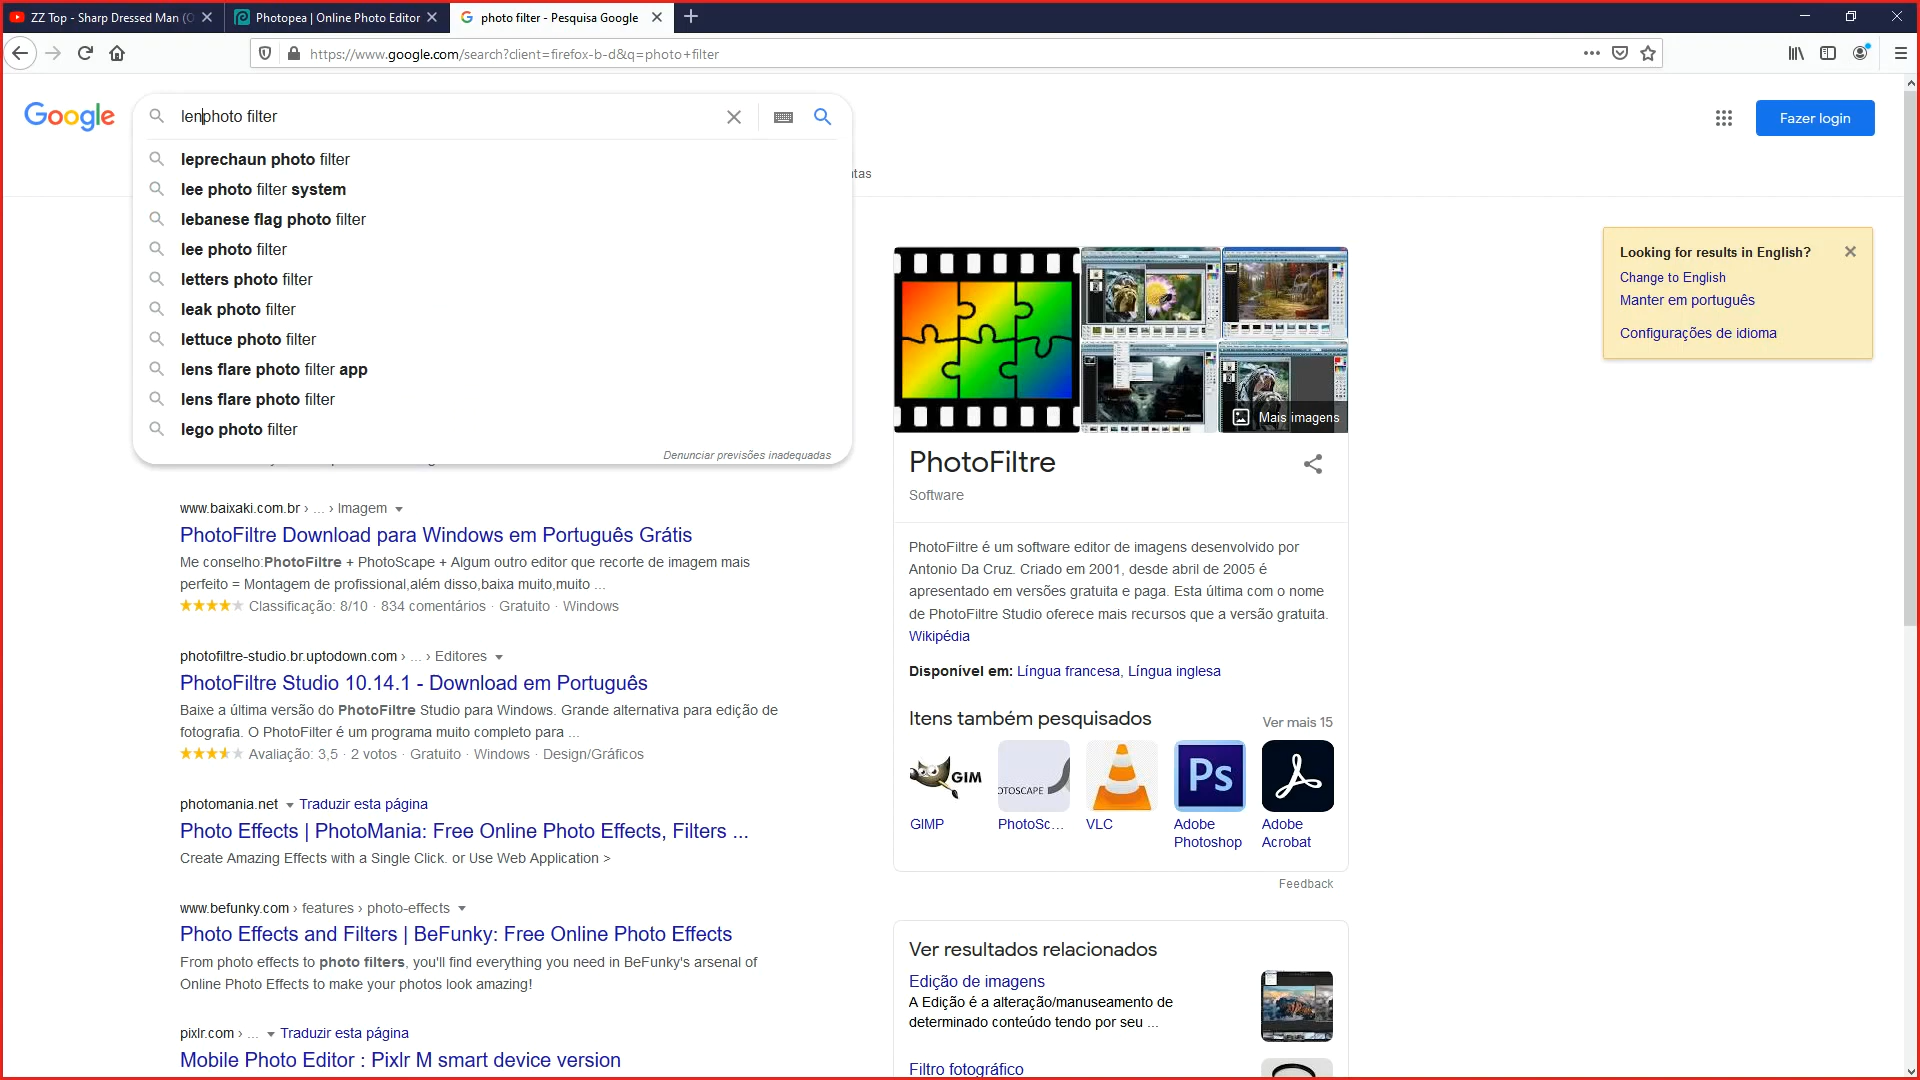 ZZ Top - Sharp Dressed Man (O
Photopea | Online Photo Editor
photo filter - Pesquisa Google
https://www.google.com/search?client=firefox-b-d&q=photo+filter
Google
lenphoto filter
Fazer login
leprechaun photo filter
lee photo filter system
lebanese flag photo filter
lee photo filter
letters photo filter
leak photo filter
lettuce photo filter
lens flare photo filter app
lens flare photo filter
lego photo filter
Denunciar previsões inadequadas
Looking for results in English?
Change to English
Manter em português
Configurações de idioma
www.baixaki.com.br › ... › Imagem
PhotoFiltre Download para Windows em Português Grátis
Me conselho:PhotoFiltre + PhotoScape + Algum outro editor que recorte de imagem mais
perfeito = Montagem de profissional,além disso,baixa muito,muito ...
Classificação: 8/10 · 834 comentários · Gratuito · Windows
photofiltre-studio.br.uptodown.com › ... › Editores
PhotoFiltre Studio 10.14.1 - Download em Português
Baixe a última versão do PhotoFiltre Studio para Windows. Grande alternativa para edição de
fotografia. O PhotoFilter é um programa muito completo para ...
Avaliação: 3,5 · 2 votos · Gratuito · Windows · Design/Gráficos
photomania.net
Traduzir esta página
Photo Effects | PhotoMania: Free Online Photo Effects, Filters ...
Create Amazing Effects with a Single Click. or Use Web Application >
www.befunky.com › features › photo-effects
Photo Effects and Filters | BeFunky: Free Online Photo Effects
From photo effects to photo filters, you'll find everything you need in BeFunky's arsenal of
Online Photo Effects to make your photos look amazing!
pixlr.com › ...
Traduzir esta página
Mobile Photo Editor : Pixlr M smart device version
Mais imagens
PhotoFiltre
Software
PhotoFiltre é um software editor de imagens desenvolvido por
Antonio Da Cruz. Criado em 2001, desde abril de 2005 é
apresentado em versões gratuita e paga. Esta última com o nome
de PhotoFiltre Studio oferece mais recursos que a versão gratuita.
Wikipédia
Disponível em: Língua francesa, Língua inglesa
Itens também pesquisados
Ver mais 15
GIM
OTOSCAPE
Ps
GIMP
PhotoSc...
VLC
Adobe
Photoshop
Adobe
Acrobat
Feedback
Ver resultados relacionados
Edição de imagens
A Edição é a alteração/manuseamento de
determinado conteúdo tendo por seu ...
Filtro fotográfico